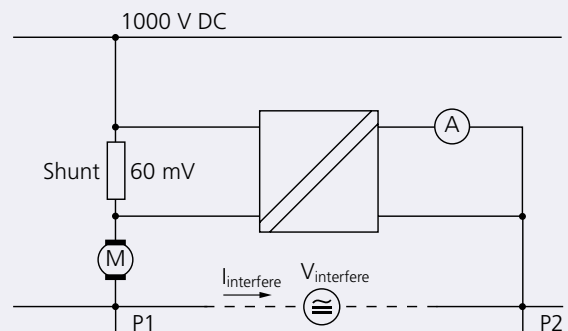 1000 V DC
A
Shunt 60 mV
M
Iinterfere Vinterfere
P1 P2